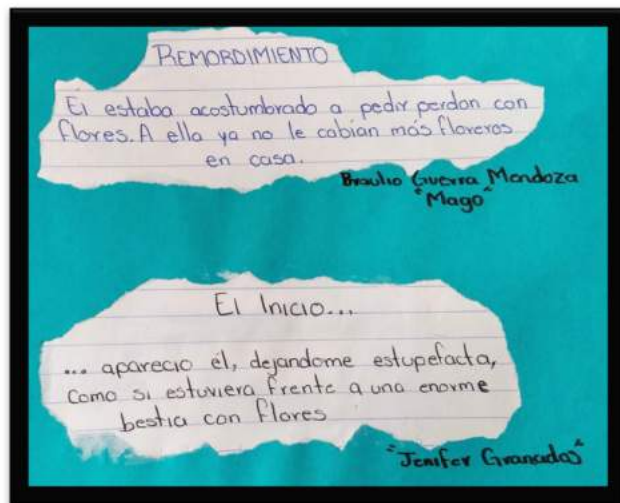 REMORDIMIENTO
El estaba acostumbrado a pedir perdon con
flores. A ella ya no le cabian más floreros
en casa.
Braulio Guerra Mendoza
"Mago"
El Inicio...
... aparecio él, dejandome estupefacta,
como si estuviera frente a una enorme
bestia con flores
"Jenifer Granados"